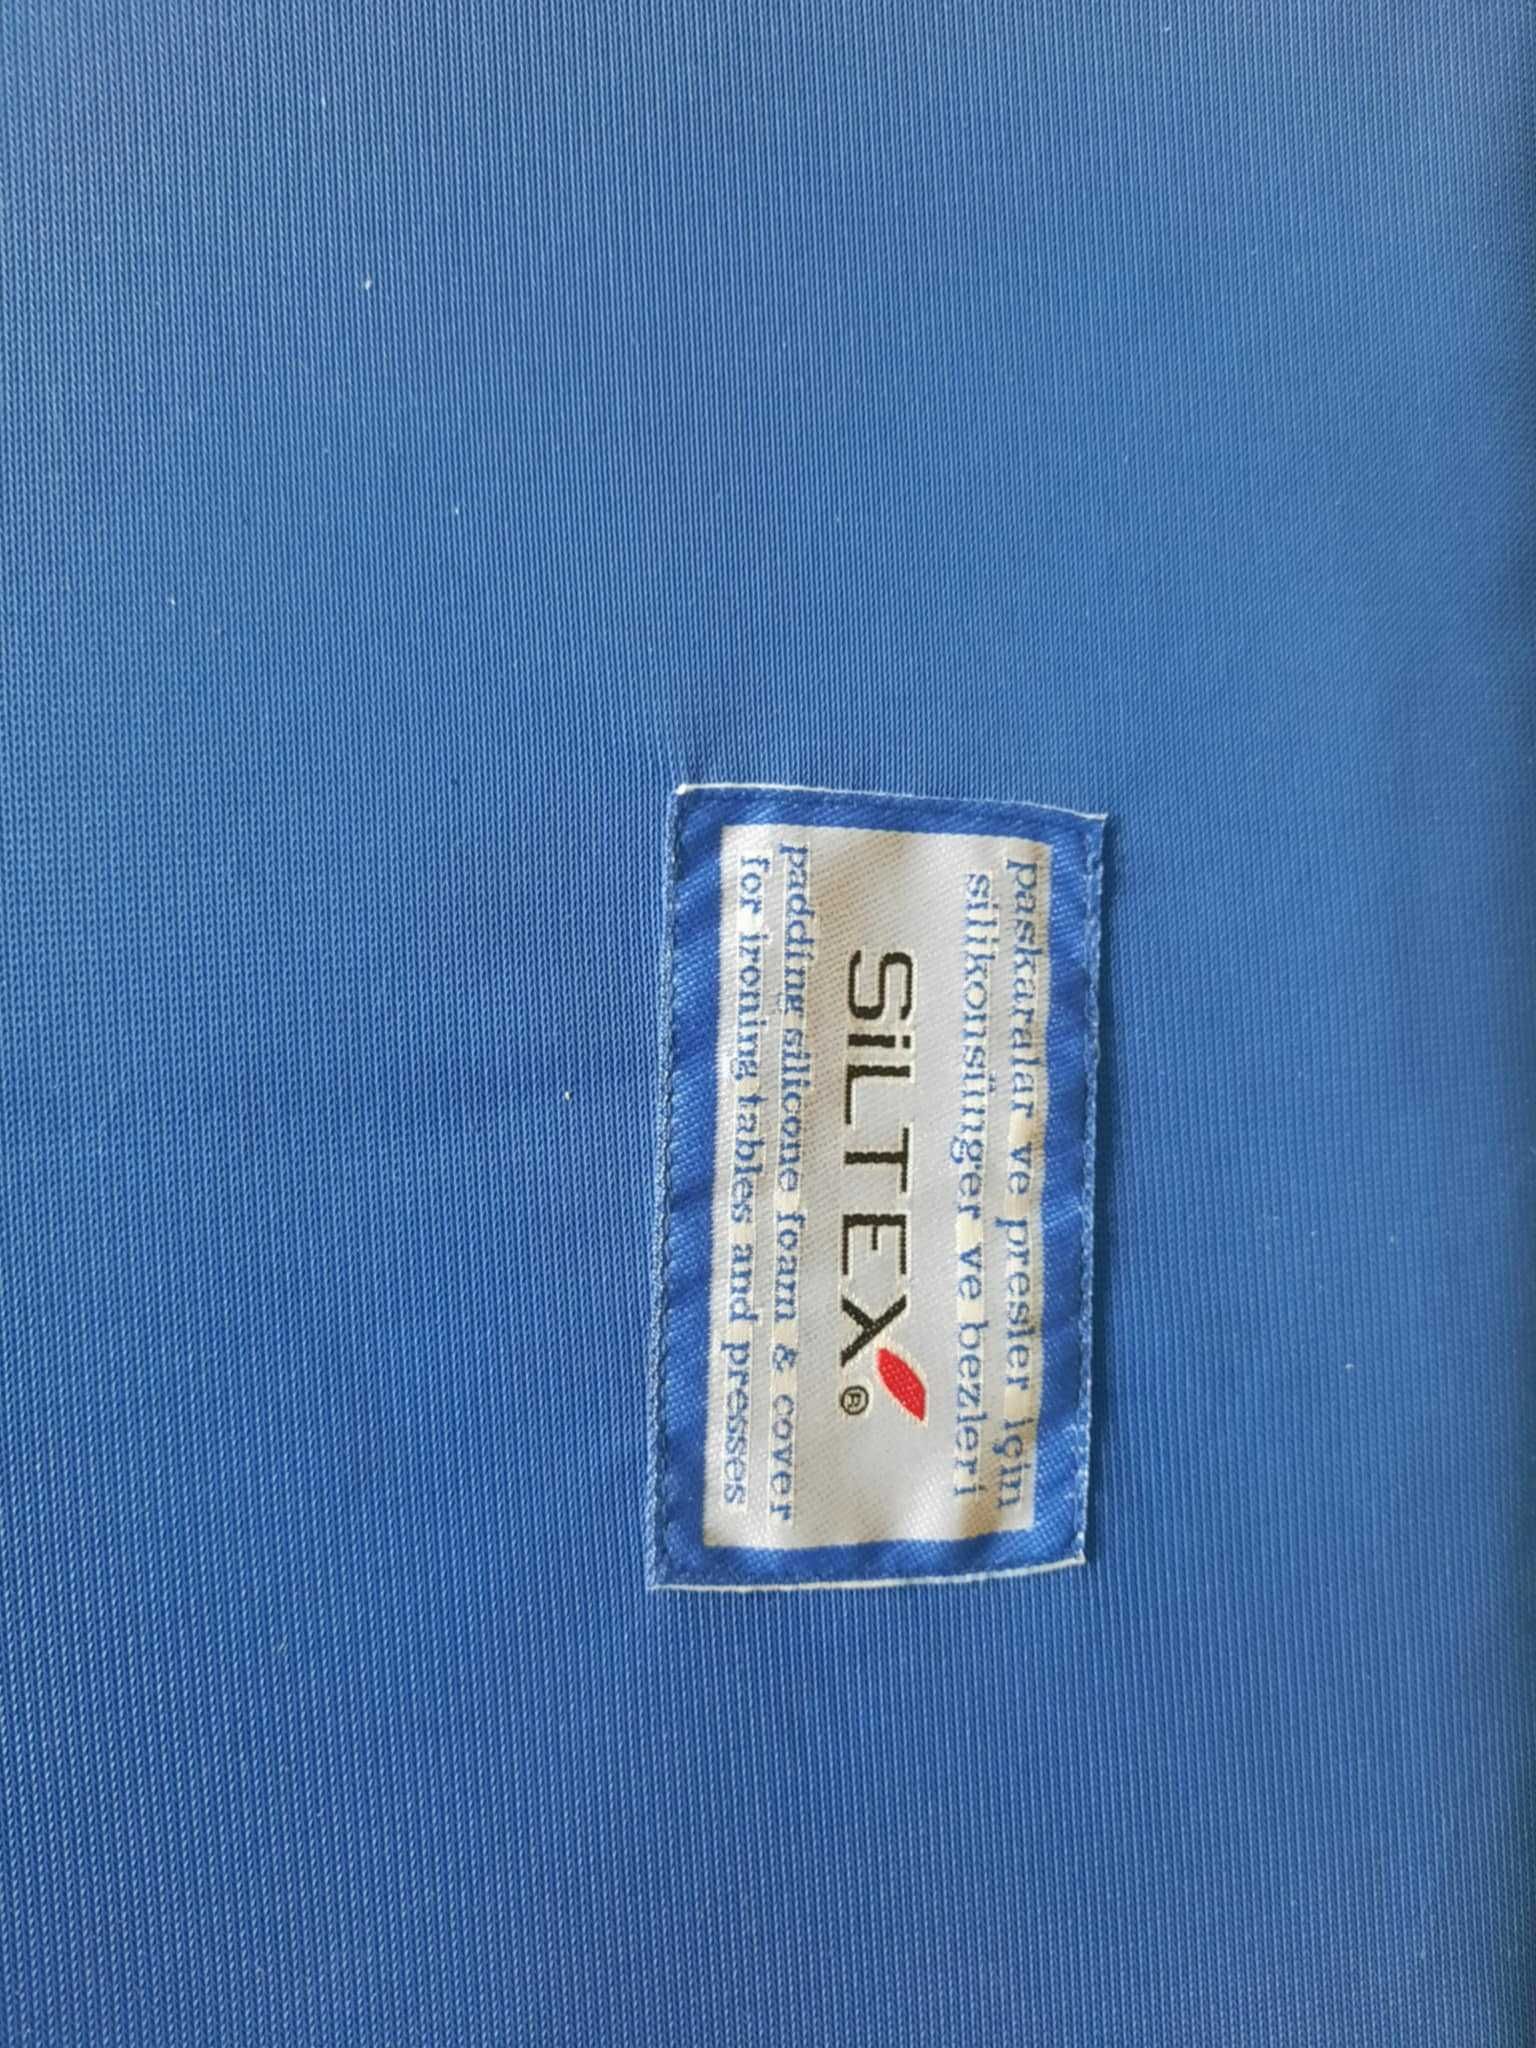 paskaralar ve presler için
silikonsünger ve bezleri
SİLTEX®
padding silicone foam & cover
for ironing tables and presses